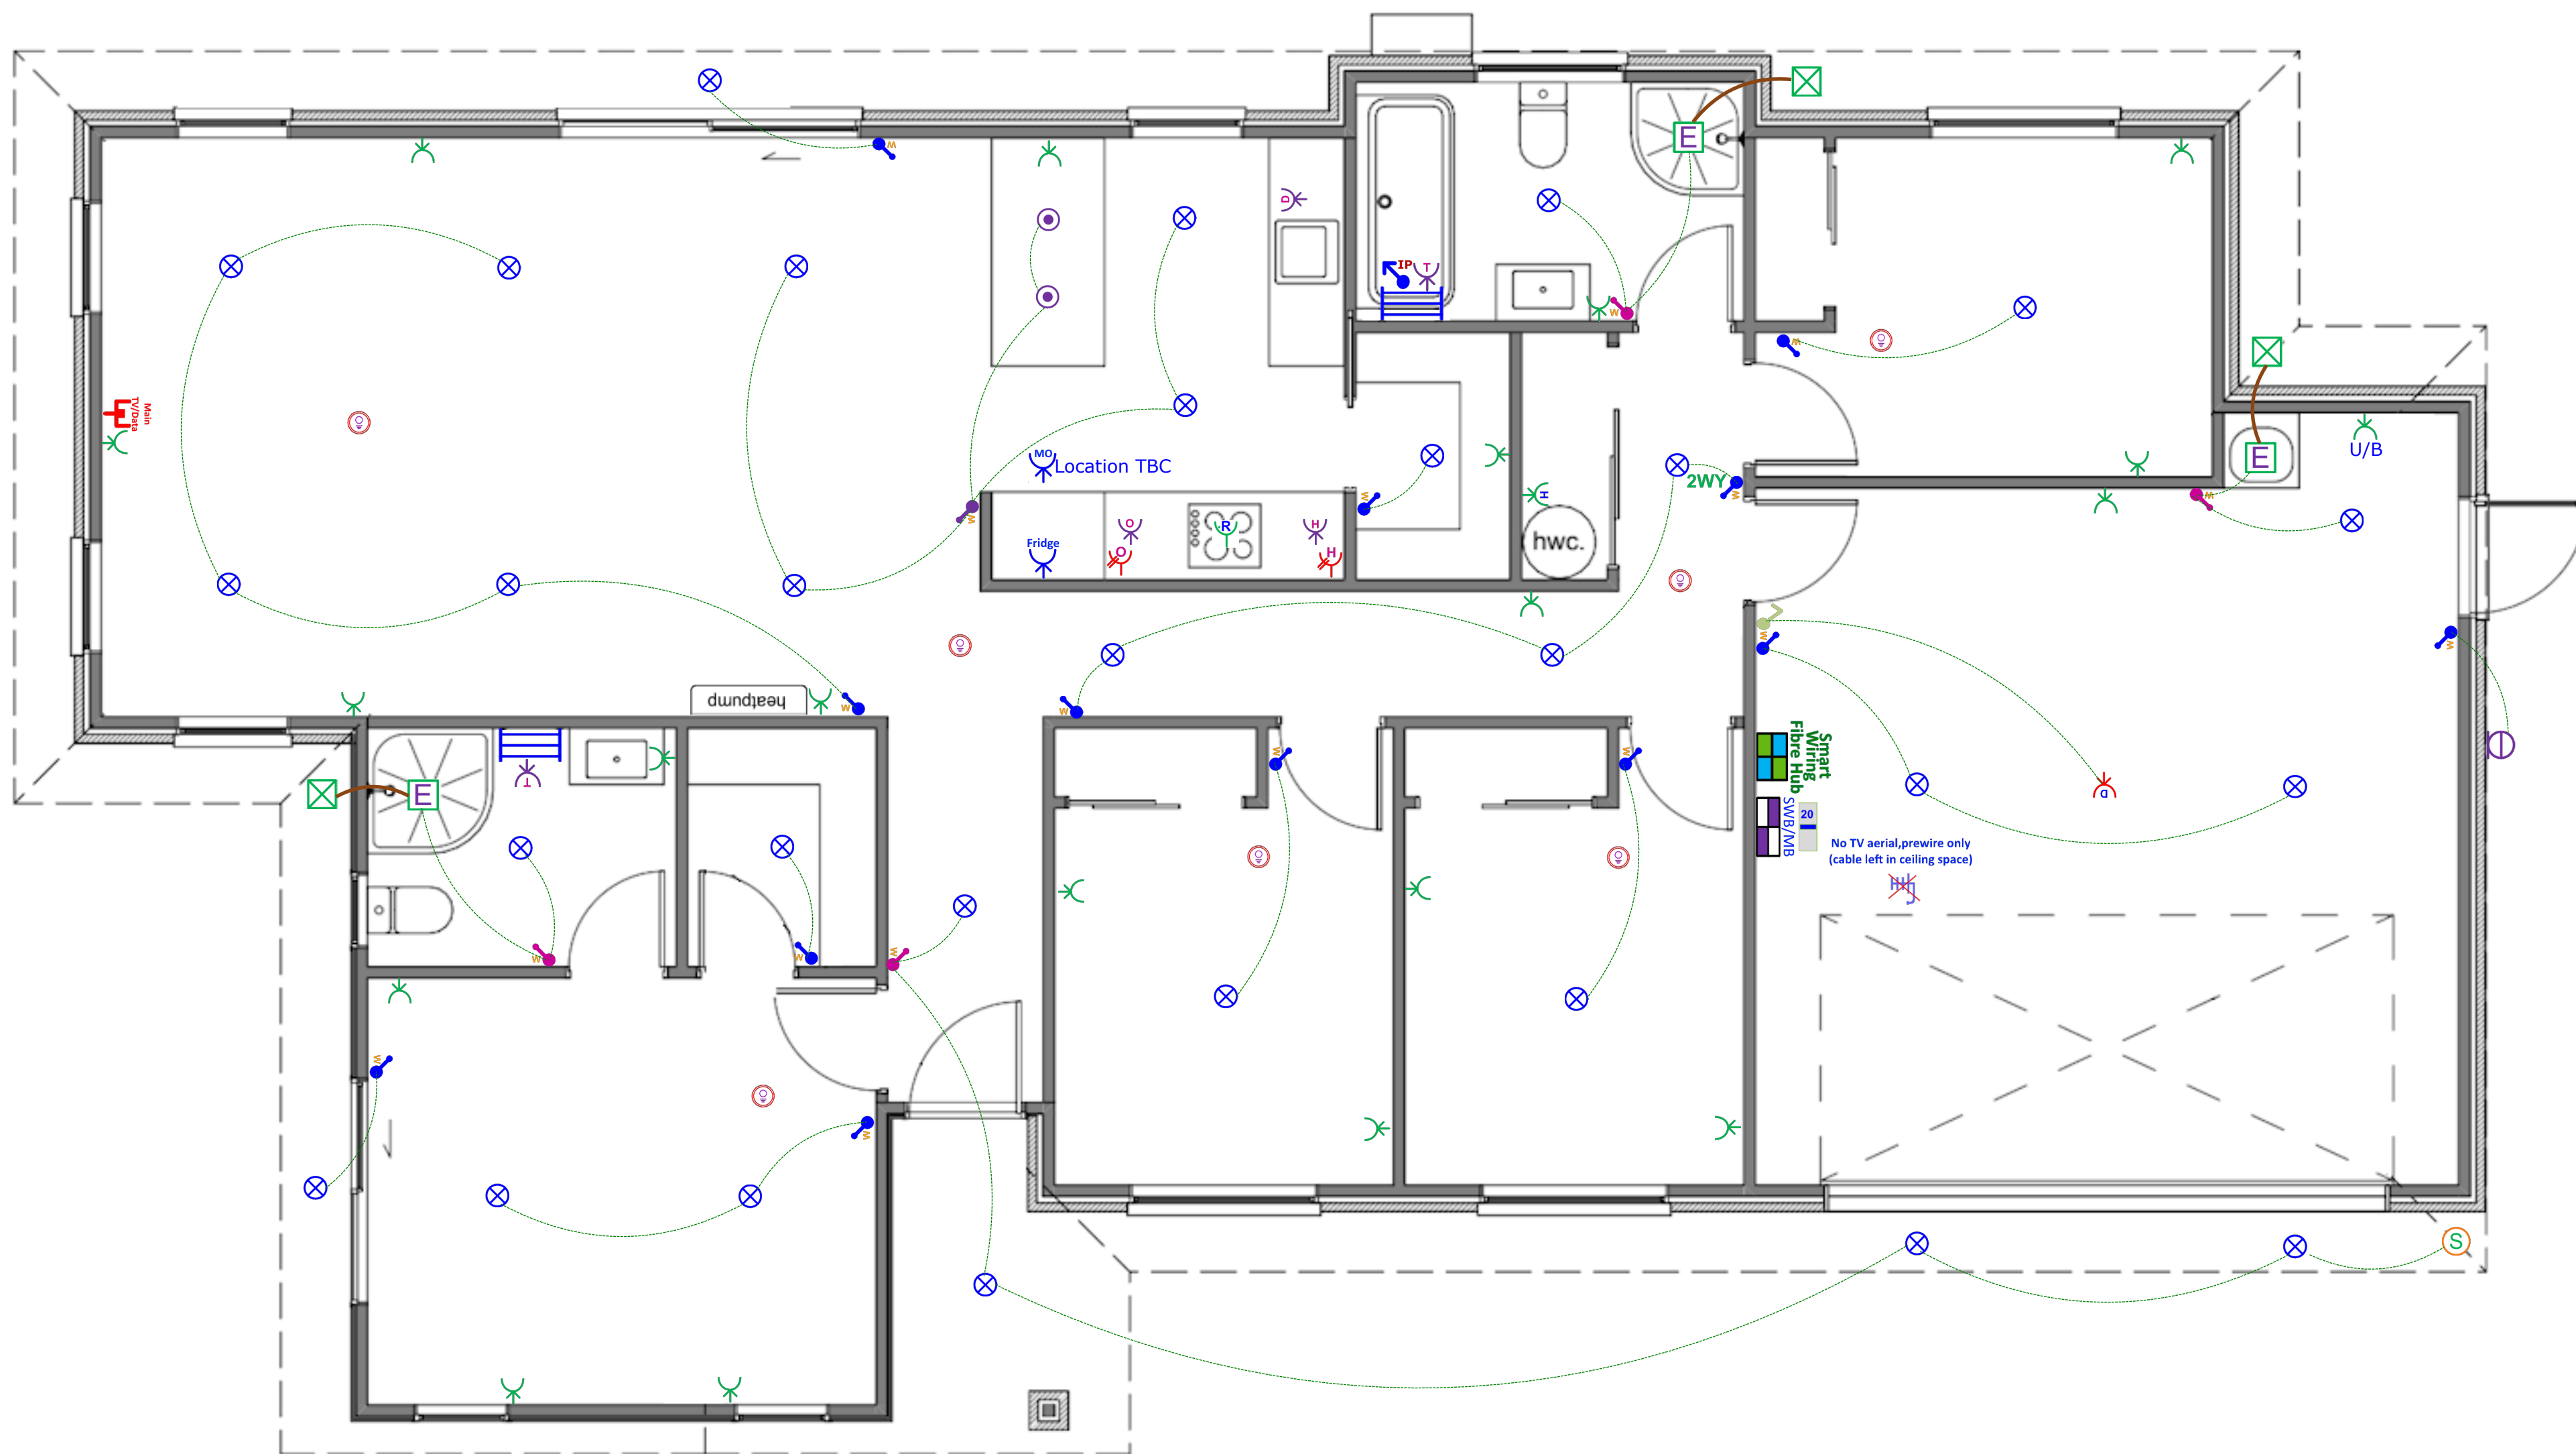 E
W
D
IP T
W
W
Main
TV/Data
MO
Location TBC
W
2WY
W
H
E
U/B
W
W
Fridge
O
O
R
H
H
hwc.
W
W
heatpump
W
W
W
W
Smart
Wiring
Fibre Hub
E
T
SWB/MB
20
D
No TV aerial,prewire only
(cable left in ceiling space)
W
W
W
W
W
S